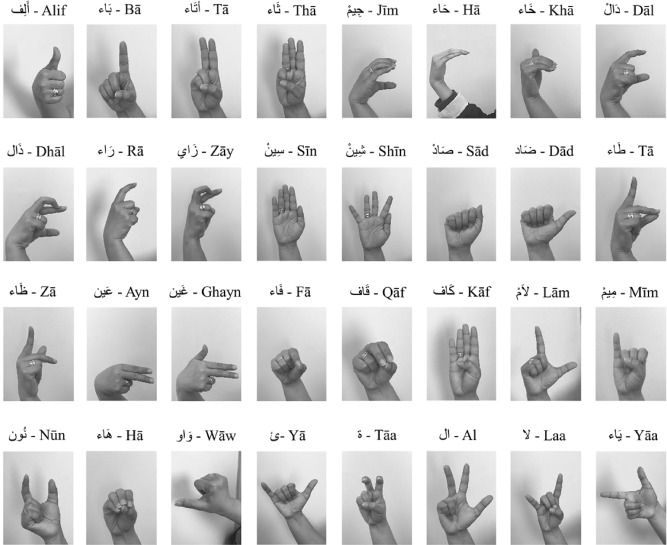 أَلِف - Alif
بَاء - Bā
أتَاء - Tā
ثَاء - Thā
جِيمْ - Jīm
حَاء - Hā
خَاء - Khā
دَالْ - Dāl
ذَال - Dhāl
رَاء - Rā
زَاي - Zāy
سِينْ - Sīn
شِينْ - Shīn
صَادْ - Sād
ضَاد - Dād
طَاء - Tā
ظَاء - Zā
عَين - Ayn
غَين - Ghayn
فَاء - Fā
قَاف - Qāf
كَاف - Kāf
لاَمْ - Lām
مِيمْ - Mīm
نُون - Nūn
هَاء - Hā
وَاو - Wāw
ئ - Yā
ة - Tāa
ال - Al
لا - Laa
يَاء - Yāa